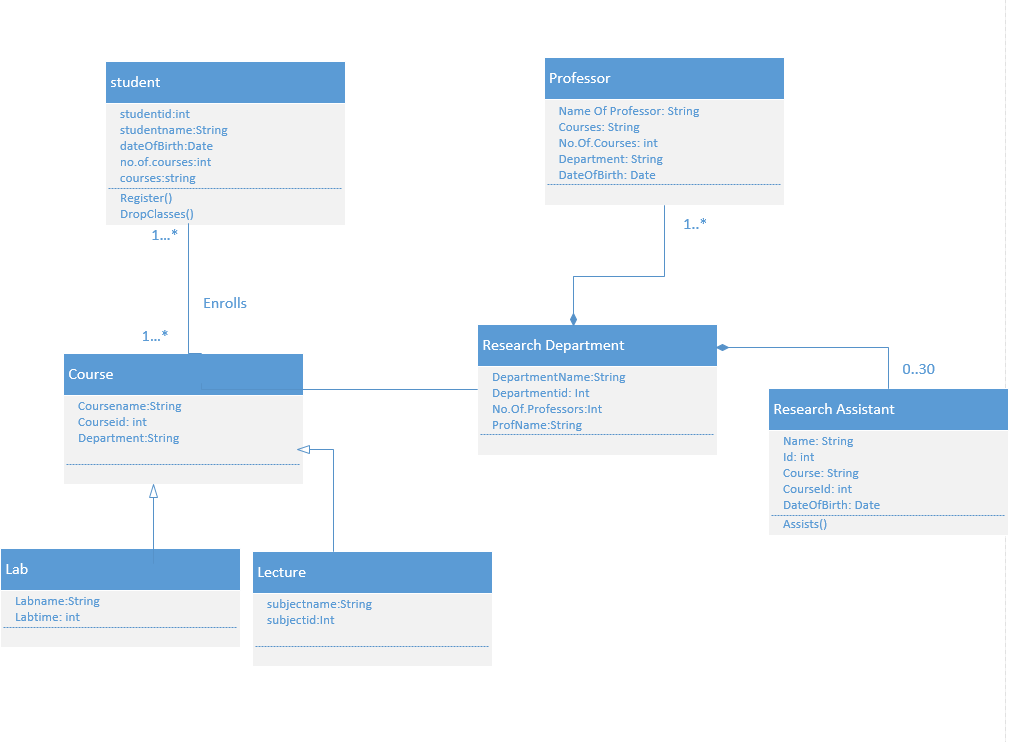 student
studentid:int
studentname:String
dateOfBirth:Date
no.of.courses:int
courses:string
Register()
DropClasses()
1...*
Enrolls
1...*
Professor
Name Of Professor: String
Courses: String
No.Of.Courses: int
Department: String
DateOfBirth: Date
1..*
Course
Coursename:String
Courseid: int
Department:String
Research Department
DepartmentName:String
Departmentid: Int
No.Of.Professors:Int
ProfName:String
0..30
Research Assistant
Name: String
Id: int
Course: String
CourseId: int
DateOfBirth: Date
Assists()
Lab
Labname:String
Labtime: int
Lecture
subjectname:String
subjectid:Int